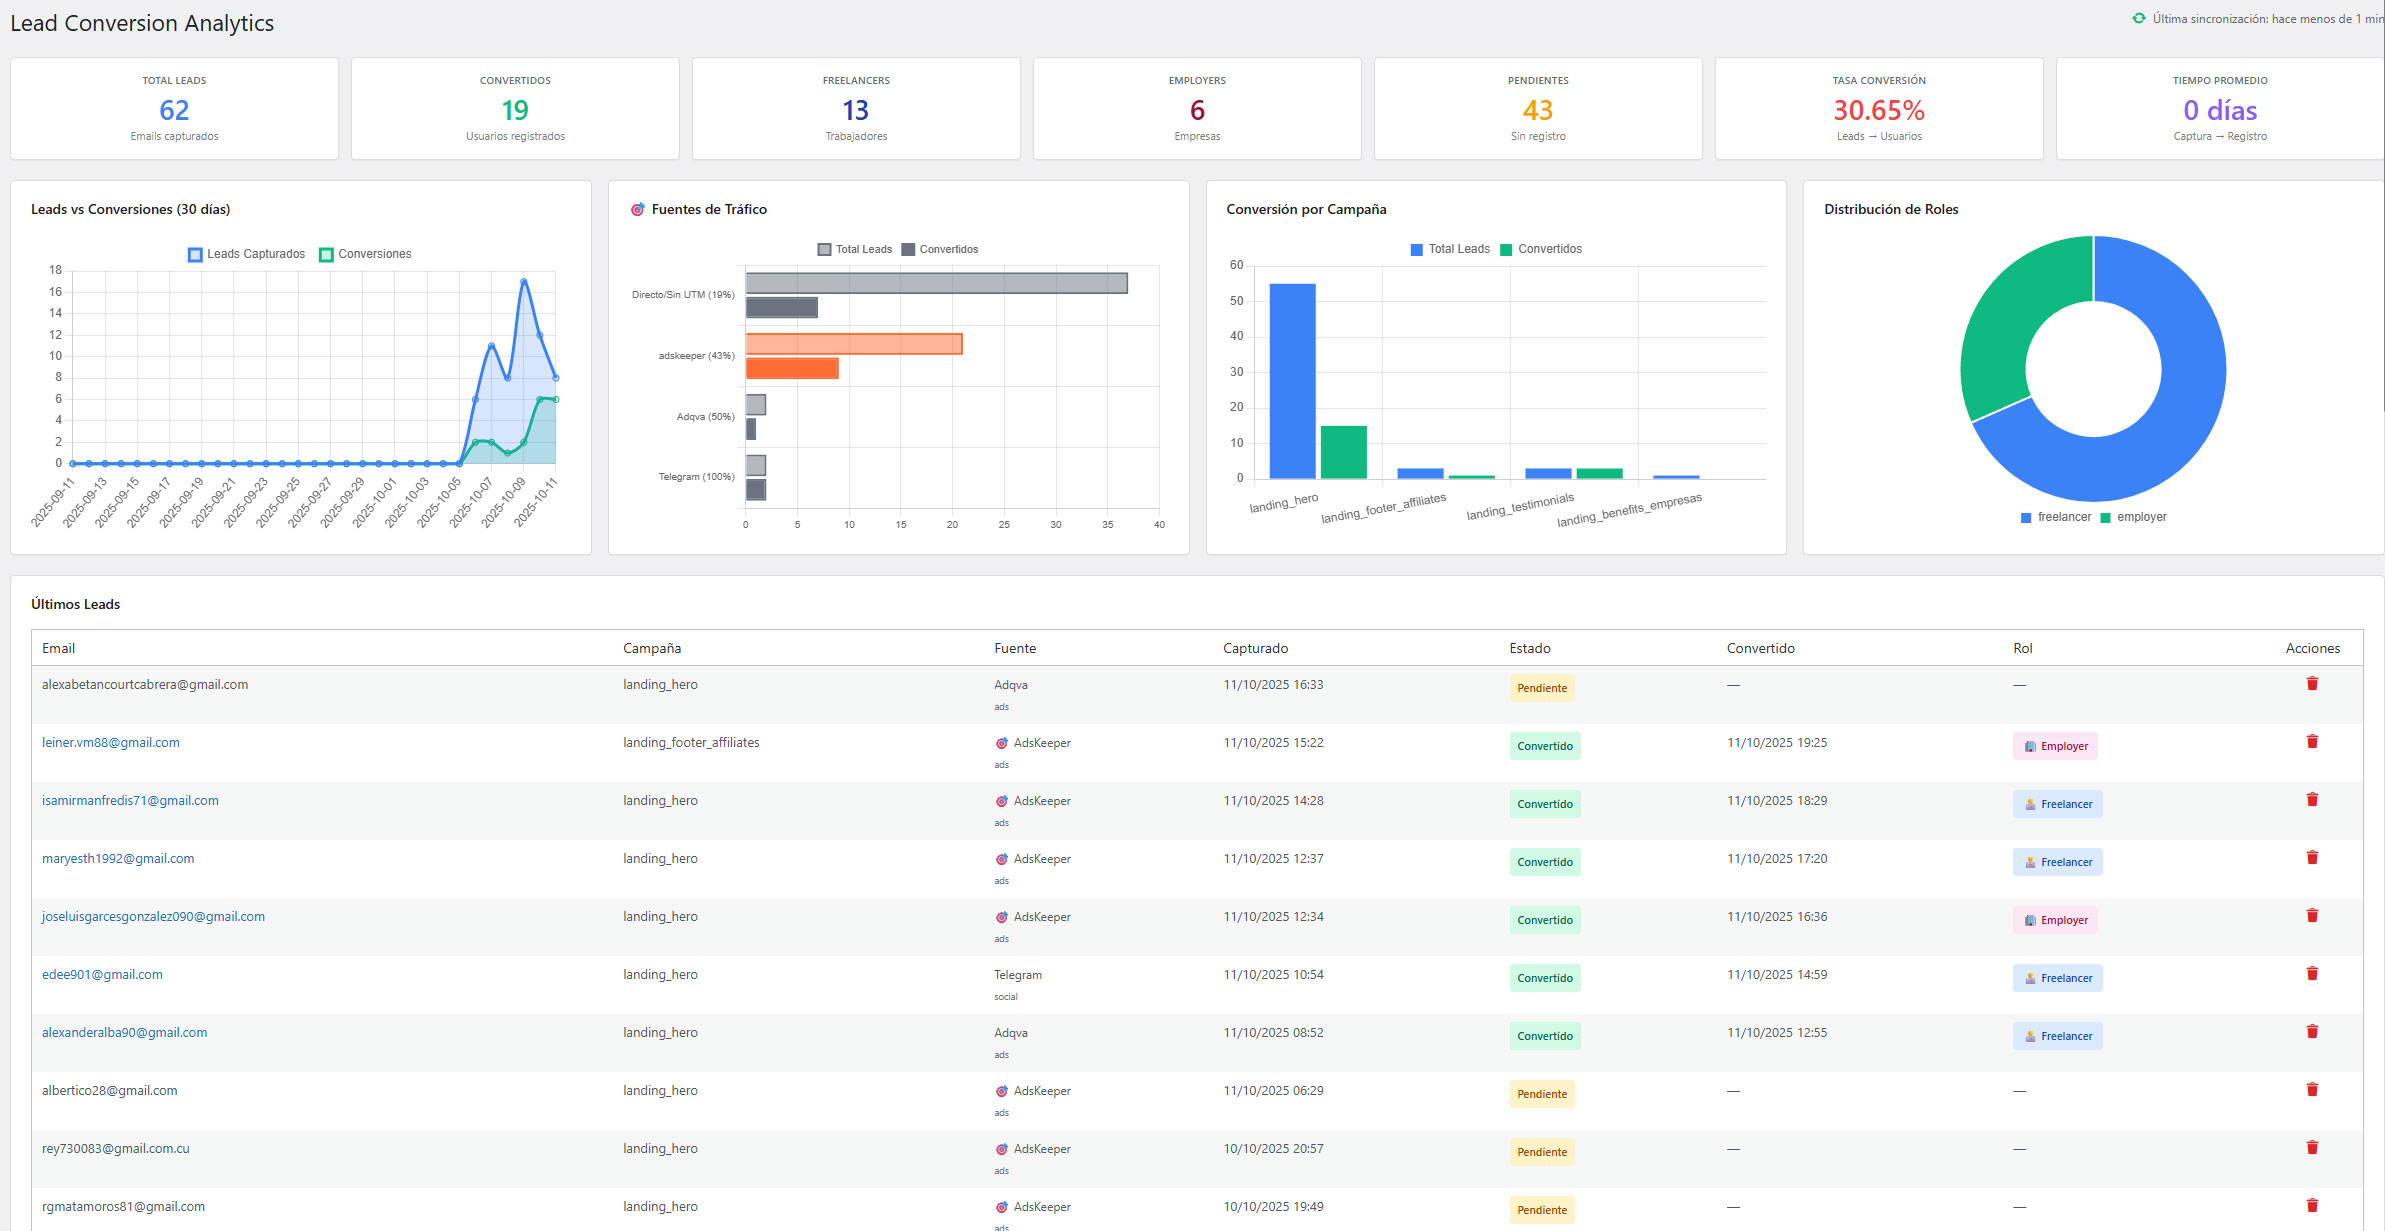 Lead Conversion Analytics
Última sincronización: hace menos de 1 min
TOTAL LEADS
62
Emails capturados
CONVERTIDOS
19
Usuarios registrados
FREELANCERS
13
Trabajadores
EMPLOYERS
6
Empresas
PENDIENTES
43
Sin registro
TASA CONVERSIÓN
30.65%
Leads → Usuarios
TIEMPO PROMEDIO
0 días
Captura → Registro
Leads vs Conversiones (30 días)
Leads Capturados Conversiones
18
16
14
12
10
8
6
4
2
0
2025-09-11 2025-09-13 2025-09-15 2025-09-17 2025-09-19 2025-09-21 2025-09-23 2025-09-25 2025-09-27 2025-09-29 2025-10-01 2025-10-03 2025-10-05 2025-10-07 2025-10-09 2025-10-11
Fuentes de Tráfico
Total Leads Convertidos
Directo/Sin UTM (19%)
adskeeper (43%)
Adqva (50%)
Telegram (100%)
0 5 10 15 20 25 30 35 40
Conversión por Campaña
Total Leads Convertidos
60
50
40
30
20
10
0
landing_hero landing_footer_affiliates landing_testimonials landing_benefits_empresas
Distribución de Roles
freelancer employer
Últimos Leads
Email Campaña Fuente Capturado Estado Convertido Rol Acciones
alexabetancourtcabrera@gmail.com landing_hero Adqva 11/10/2025 16:33 Pendiente — —
ads
leiner.vm88@gmail.com landing_footer_affiliates AdsKeeper 11/10/2025 15:22 Convertido 11/10/2025 19:25 Employer
ads
isamirmanfredis71@gmail.com landing_hero AdsKeeper 11/10/2025 14:28 Convertido 11/10/2025 18:29 Freelancer
ads
maryesth1992@gmail.com landing_hero AdsKeeper 11/10/2025 12:37 Convertido 11/10/2025 17:20 Freelancer
ads
joseluisgarcesgonzalez090@gmail.com landing_hero AdsKeeper 11/10/2025 12:34 Convertido 11/10/2025 16:36 Employer
ads
edee901@gmail.com landing_hero Telegram 11/10/2025 10:54 Convertido 11/10/2025 14:59 Freelancer
social
alexanderalba90@gmail.com landing_hero Adqva 11/10/2025 08:52 Convertido 11/10/2025 12:55 Freelancer
ads
albertico28@gmail.com landing_hero AdsKeeper 11/10/2025 06:29 Pendiente — —
ads
rey730083@gmail.com.cu landing_hero AdsKeeper 10/10/2025 20:57 Pendiente — —
ads
rgmatamoros81@gmail.com landing_hero AdsKeeper 10/10/2025 19:49 Pendiente — —
ads